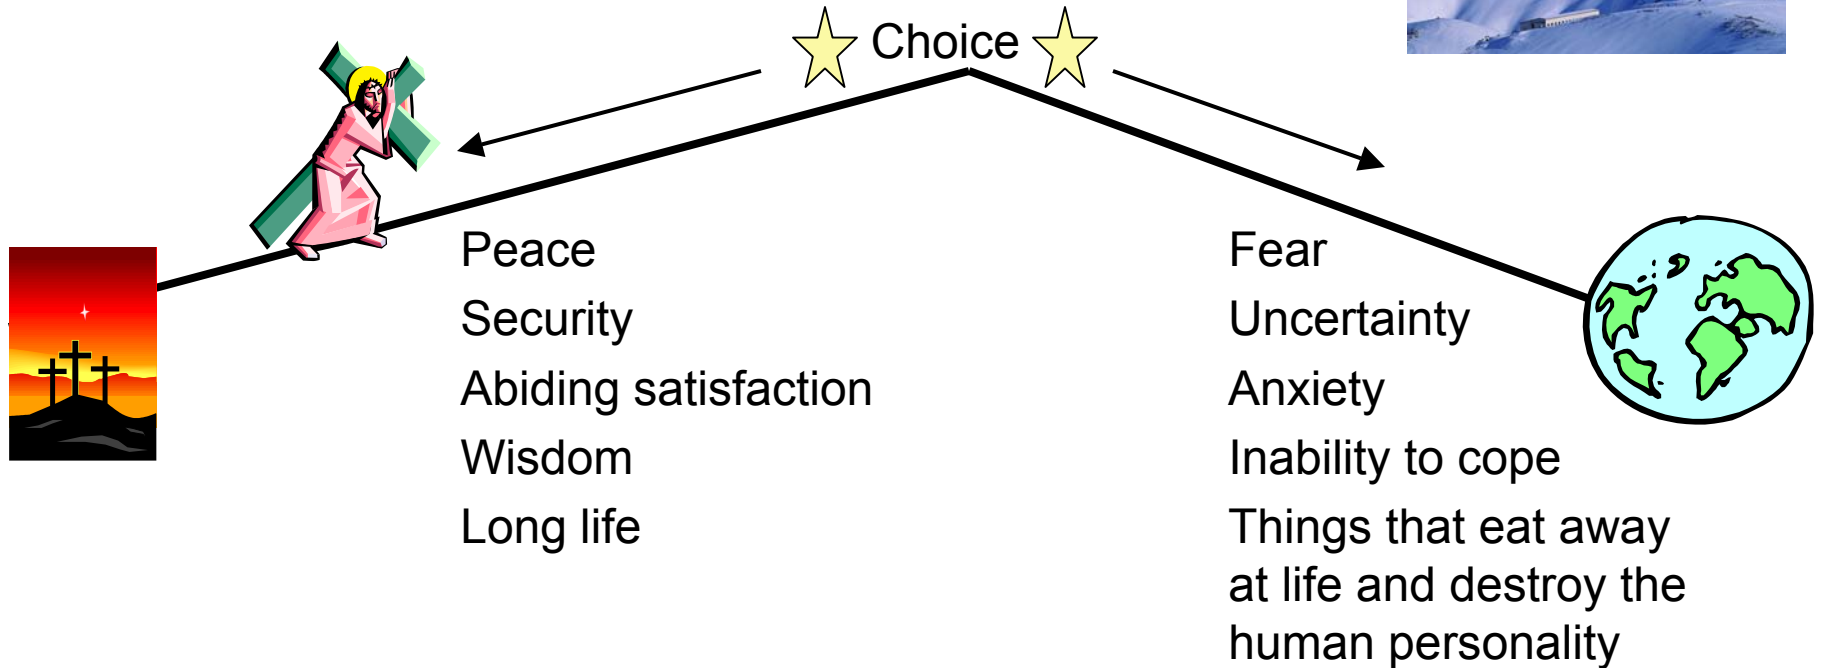 Choice
Peace
Security
Abiding satisfaction
Wisdom
Long life
Fear
Uncertainty
Anxiety
Inability to cope
Things that eat away
at life and destroy the
human personality